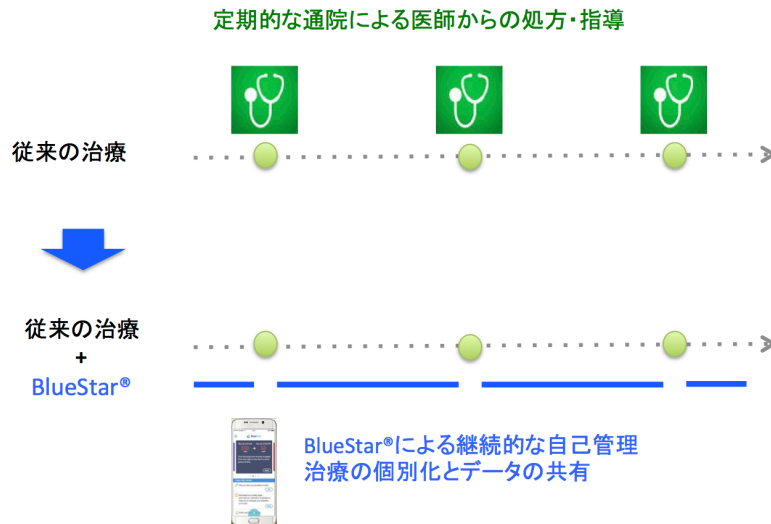 定期的な通院による医師からの処方・指導
従来の治療
従来の治療
+
BlueStar®
BlueStar®による継続的な自己管理
治療の個別化とデータの共有